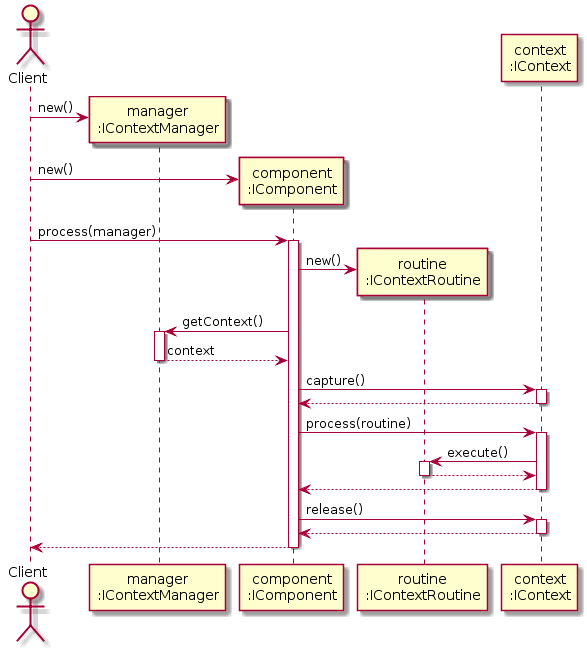 Client
context
:IContext
new()
manager
:IContextManager
new()
component
:IComponent
process(manager)
new()
routine
:IContextRoutine
getContext()
context
capture()
process(routine)
execute()
release()
Client
manager
:IContextManager
component
:IComponent
routine
:IContextRoutine
context
:IContext